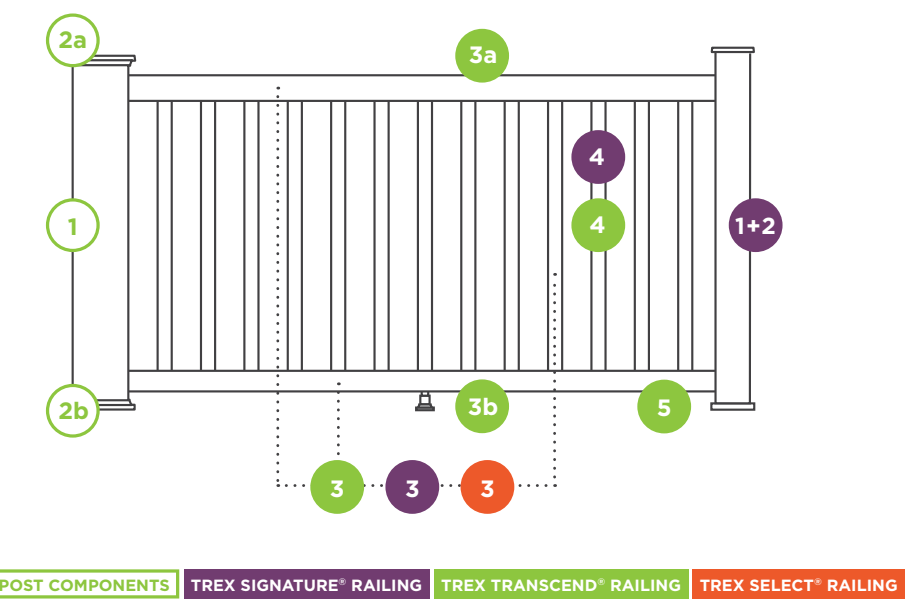 2a
3a
4
1
4
1+2
2b
3b
5
3
3
3
POST COMPONENTS
TREX SIGNATURE® RAILING
TREX TRANSCEND® RAILING
TREX SELECT® RAILING